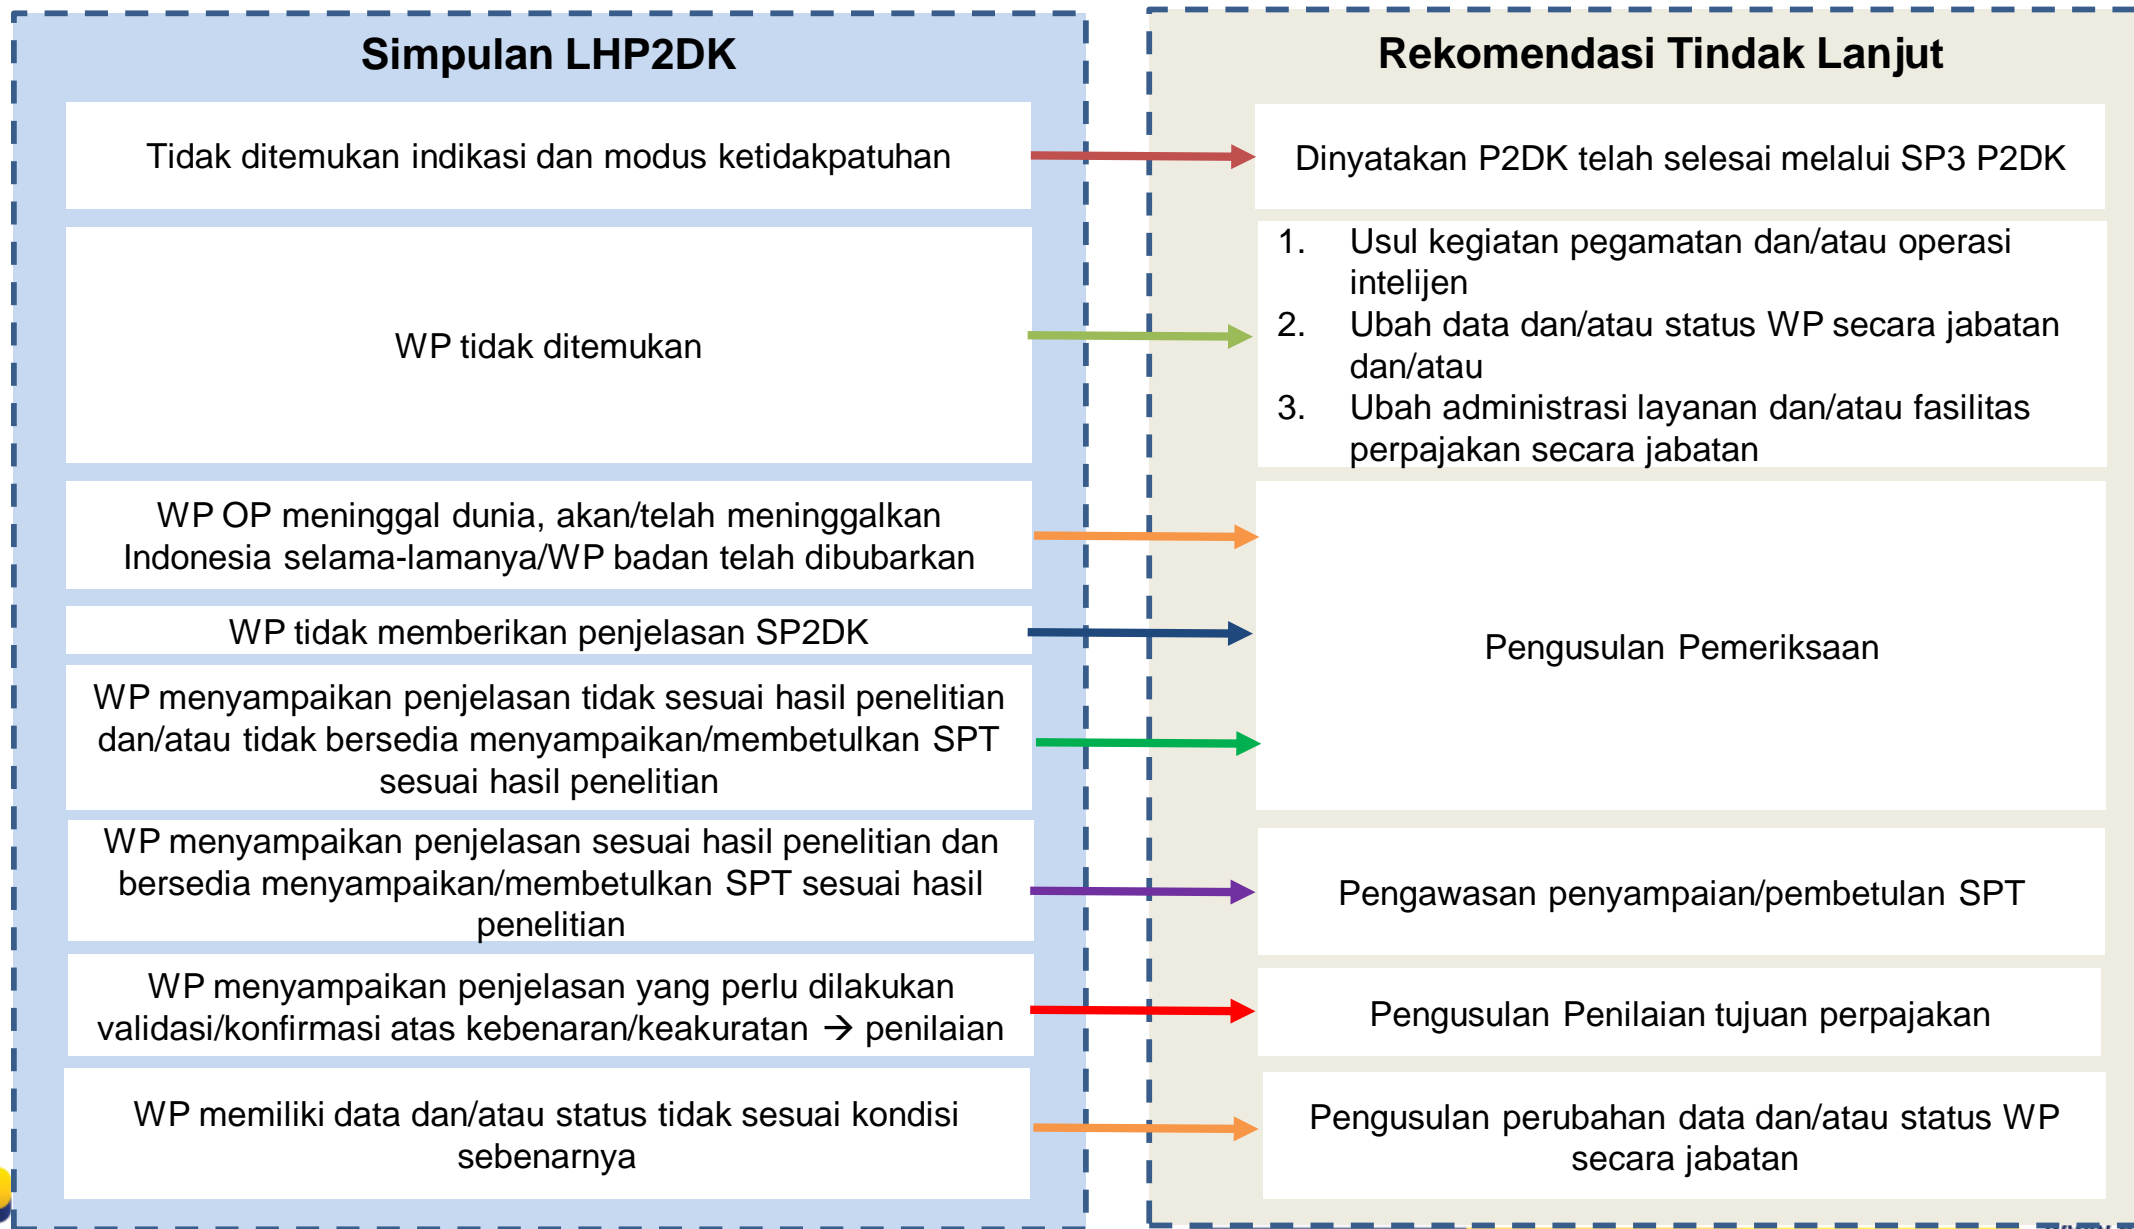 Simpulan LHP2DK
Tidak ditemukan indikasi dan modus ketidakpatuhan
WP tidak ditemukan
WP OP meninggal dunia, akan/telah meninggalkan
Indonesia selama-lamanya/WP badan telah dibubarkan
WP tidak memberikan penjelasan SP2DK
WP menyampaikan penjelasan tidak sesuai hasil penelitian
dan/atau tidak bersedia menyampaikan/membetulkan SPT
sesuai hasil penelitian
WP menyampaikan penjelasan sesuai hasil penelitian dan
bersedia menyampaikan/membetulkan SPT sesuai hasil
penelitian
WP menyampaikan penjelasan yang perlu dilakukan
validasi/konfirmasi atas kebenaran/keakuratan → penilaian
WP memiliki data dan/atau status tidak sesuai kondisi
sebenarnya
Rekomendasi Tindak Lanjut
Dinyatakan P2DK telah selesai melalui SP3 P2DK
1. Usul kegiatan pegamatan dan/atau operasi
intelijen
2. Ubah data dan/atau status WP secara jabatan
dan/atau
3. Ubah administrasi layanan dan/atau fasilitas
perpajakan secara jabatan
Pengusulan Pemeriksaan
Pengawasan penyampaian/pembetulan SPT
Pengusulan Penilaian tujuan perpajakan
Pengusulan perubahan data dan/atau status WP
secara jabatan